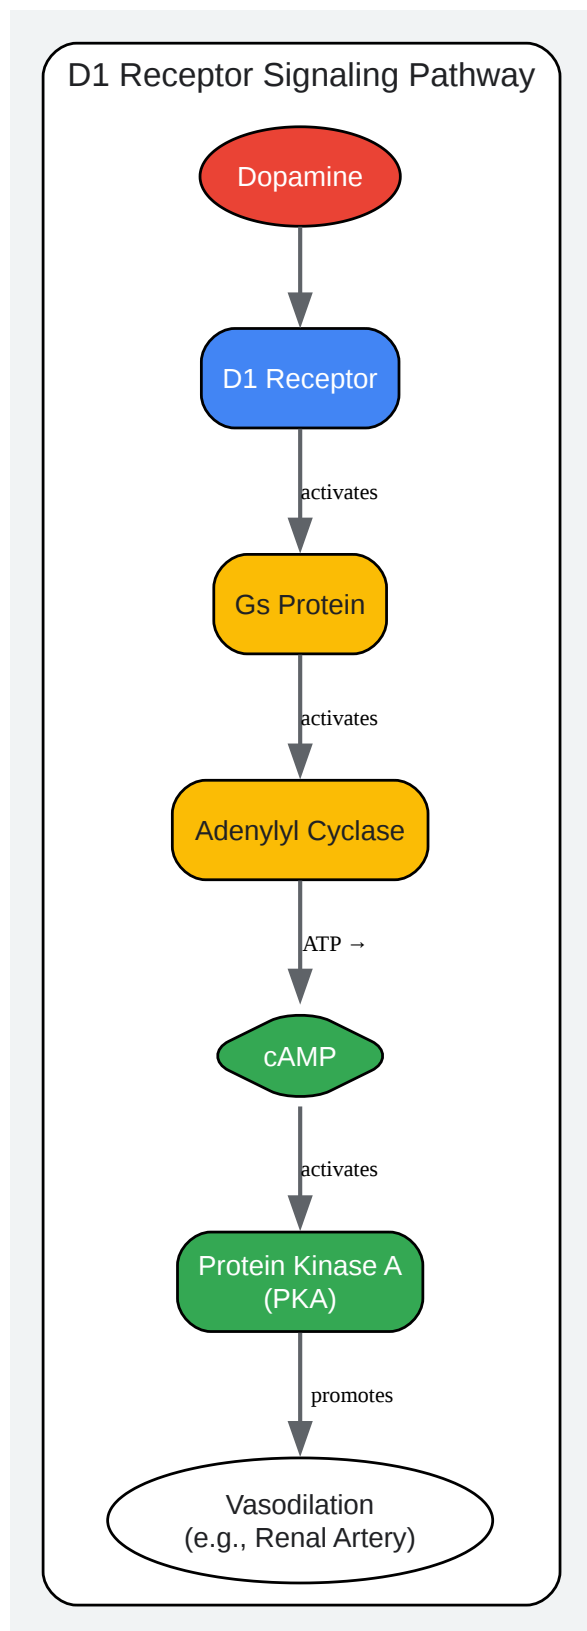 D1 Receptor Signaling Pathway
Dopamine
D1 Receptor
activates
Gs Protein
activates
Adenylyl Cyclase
ATP →
cAMP
activates
Protein Kinase A
(PKA)
promotes
Vasodilation
(e.g., Renal Artery)